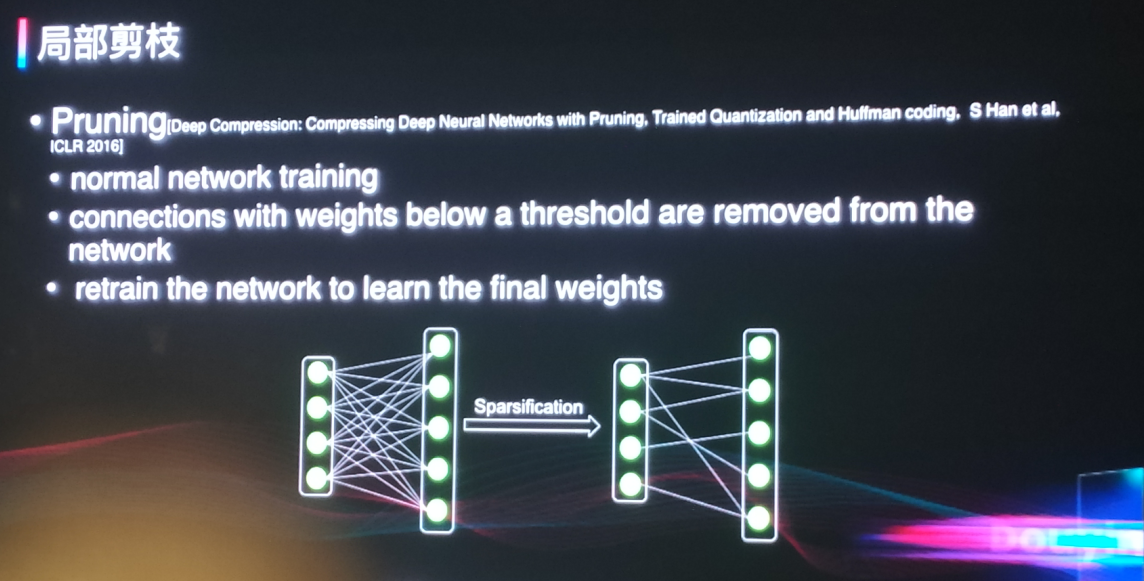 局部剪枝
• Pruning[Deep Compression: Compressing Deep Neural Networks with Pruning, Trained Quantization and Huffman coding, S Han et al,
ICLR 2016]
• normal network training
• connections with weights below a threshold are removed from the
network
• retrain the network to learn the final weights
Sparsification